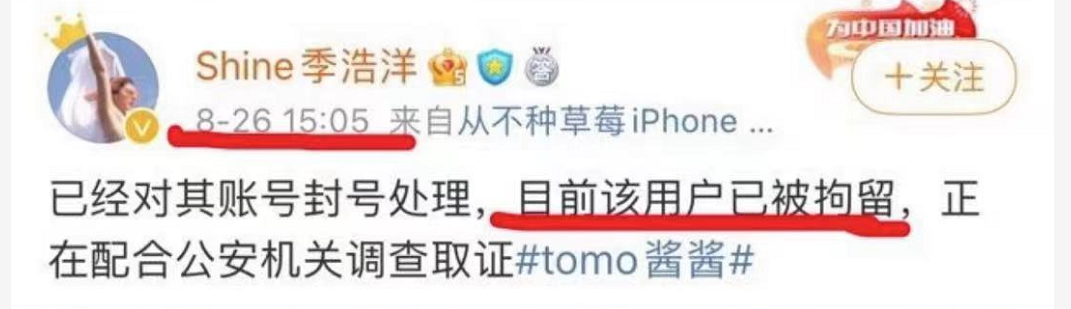 为中国加油
Shine季浩洋
+关注
8-26 15:05 来自从不种草莓iPhone ...
已经对其账号封号处理，目前该用户已被拘留，正
在配合公安机关调查取证#tomo酱酱#